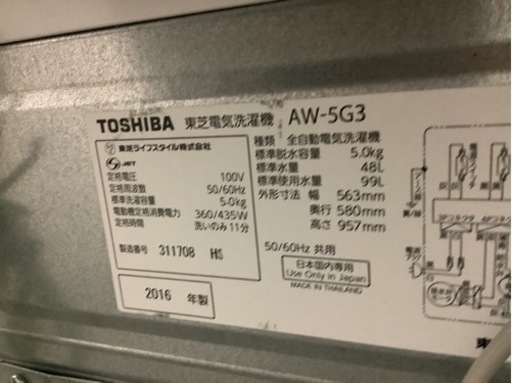 TOSHIBA 東芝電気洗濯機 AW-5G3
東芝ライフスタイル株式会社
JET
定格電圧 100V
定格周波数 50/60Hz
標準洗濯容量 5.0kg
電動機定格消費電力 360/435W
定格時間 洗いのみ 11分
製造番号 311708 HS
2016 年製
種類 全自動電気洗濯機
標準脱水容量 5.0kg
標準水量 48L
標準使用水量 99L
外形寸法 幅 563mm
奥行 580mm
高さ 957mm
50/60Hz 共用
日本国内専用
Use Only in Japan
MADE IN THAILAND